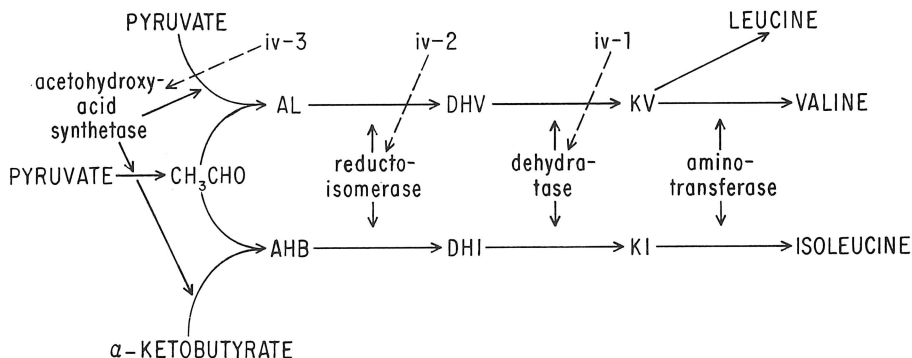 PYRUVATE
iv-3
iv-2
iv-1
LEUCINE
acetohydroxy-
acid
synthetase
AL
DHV
KV
VALINE
PYRUVATE
CH₃CHO
reducto-
isomerase
dehydra-
tase
amino-
transferase
AHB
DHI
KI
ISOLEUCINE
α-KETOBUTYRATE